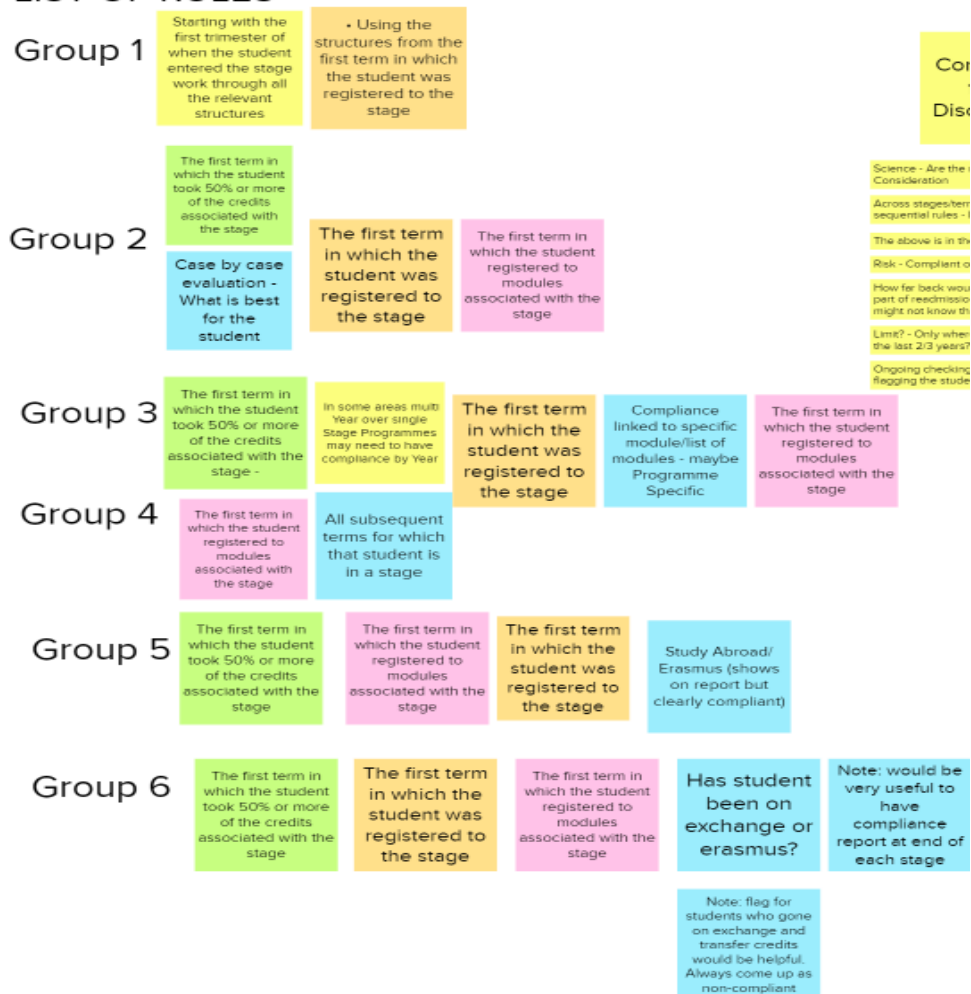 LIST OF RULES
Group 1
Starting with the
first trimester of
when the student
entered the stage
work through all
the relevant
structures
• Using the
structures from the
first term in which
the student was
registered to the
stage
Group 2
The first term in
which the student
took 50% or more
of the credits
associated with
the stage
Case by case
evaluation -
What is best
for the
student
The first term
in which the
student was
registered to
the stage
The first term in
which the student
registered to
modules
associated with the
stage
Group 3
The first term in
which the student
took 50% or more
of the credits
associated with the
stage -
In some areas multi
Year over single
Stage Programmes
may need to have
compliance by Year
The first term
in which the
student was
registered to
the stage
Compliance
linked to specific
module/list of
modules - maybe
Programme
Specific
The first term in
which the student
registered to
modules
associated with the
stage
Group 4
The first term in
which the student
registered to
modules
associated with
the stage
All subsequent
terms for which
that student is
in a stage
Group 5
The first term in
which the student
took 50% or more
of the credits
associated with the
stage
The first term in
which the student
registered to
modules
associated with the
stage
The first term
in which the
student was
registered to
the stage
Study Abroad/
Erasmus (shows
on report but
clearly compliant)
Group 6
The first term in
which the student
took 50% or more
of the credits
associated with the
stage
The first term
in which the
student was
registered to
the stage
The first term in
which the student
registered to
modules
associated with the
stage
Has student
been on
exchange or
erasmus?
Note: would be
very useful to
have
compliance
report at end of
each stage
Note: flag for
students who gone
on exchange and
transfer credits
would be helpful.
Always come up as
non-compliant
Science - Are the
Consideration
Across stages/
sequential rules -
The above is in
Risk - Compliant
How far back
part of
might not know
Limit? - Only
the last 2/3 years?
Ongoing checking
flagging the